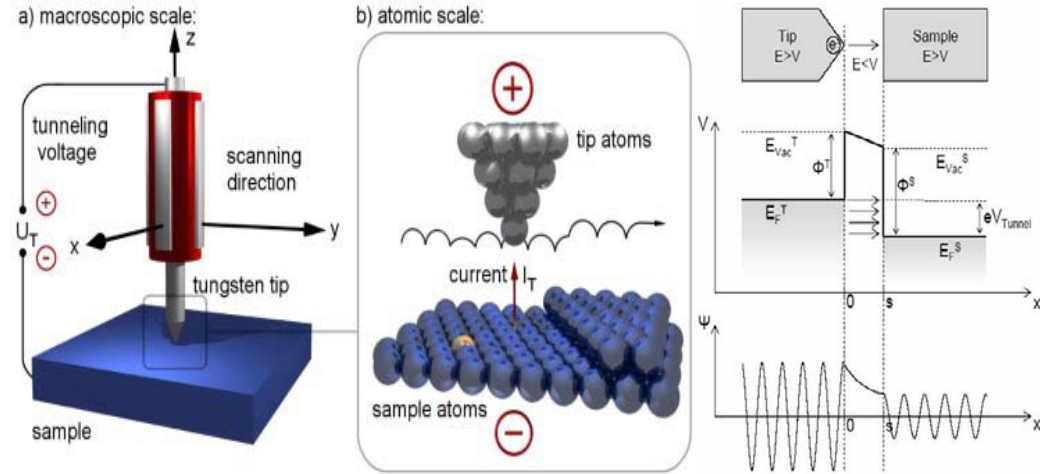 a) macroscopic scale:
z
tunneling
voltage
scanning
direction
+
U_T
−
x
y
tungsten tip
sample
b) atomic scale:
+
tip atoms
current I_T
sample atoms
−
Tip
E>V
e⁻
E<V
Sample
E>V
V
E_Vac^T
Φ^T
E_Vac^S
Φ^S
E_F^T
eV_Tunnel
E_F^S
0
s
x
Ψ
0
s
x